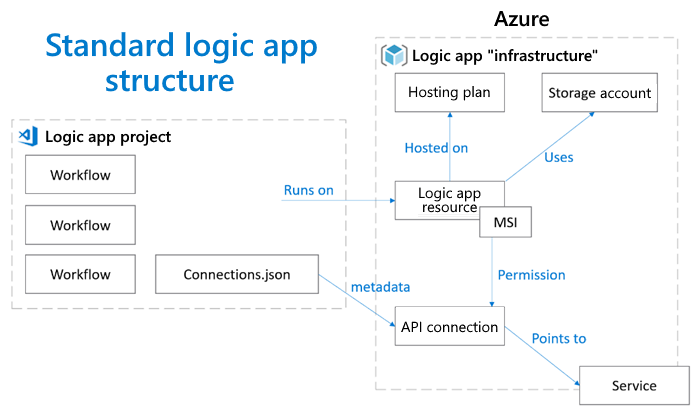 Standard logic app
structure
Azure
Logic app "infrastructure"
Hosting plan
Storage account
Hosted on
Uses
Logic app project
Workflow
Workflow
Workflow
Connections.json
Runs on
Logic app
resource
MSI
metadata
Permission
API connection
Points to
Service